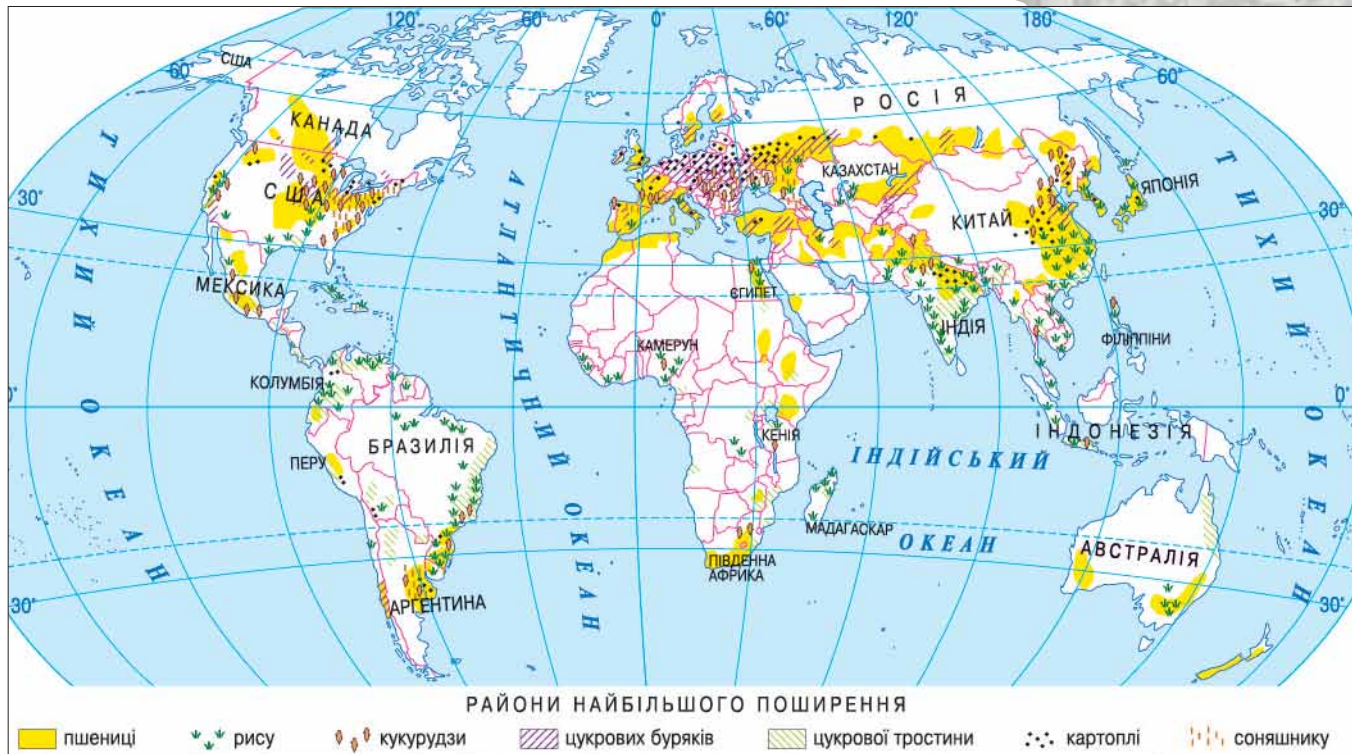 120° 60° 0° 60° 120° 180°
США
60°
60°
РОСІЯ
КАНАДА
КАЗАХСТАН
США
ЯПОНІЯ
КИТАЙ
30°
30°
МЕКСИКА
ЄГИПЕТ
ІНДІЯ
ФІЛІППІНИ
КАМЕРУН
КОЛУМБІЯ
0°
0°
БРАЗИЛІЯ
КЕНІЯ
ІНДОНЕЗІЯ
ПЕРУ
ІНДІЙСЬКИЙ
ОКЕАН
МАДАГАСКАР
АВСТРАЛІЯ
ПІВДЕННА
АФРИКА
АРГЕНТИНА
30°
30°
ТИХИЙ ОКЕАН
АТЛАНТИЧНИЙ ОКЕАН
ТИХИЙ ОКЕАН
РАЙОНИ НАЙБІЛЬШОГО ПОШИРЕННЯ
пшениці рису кукурудзи цукрових буряків цукрової тростини картоплі соняшнику